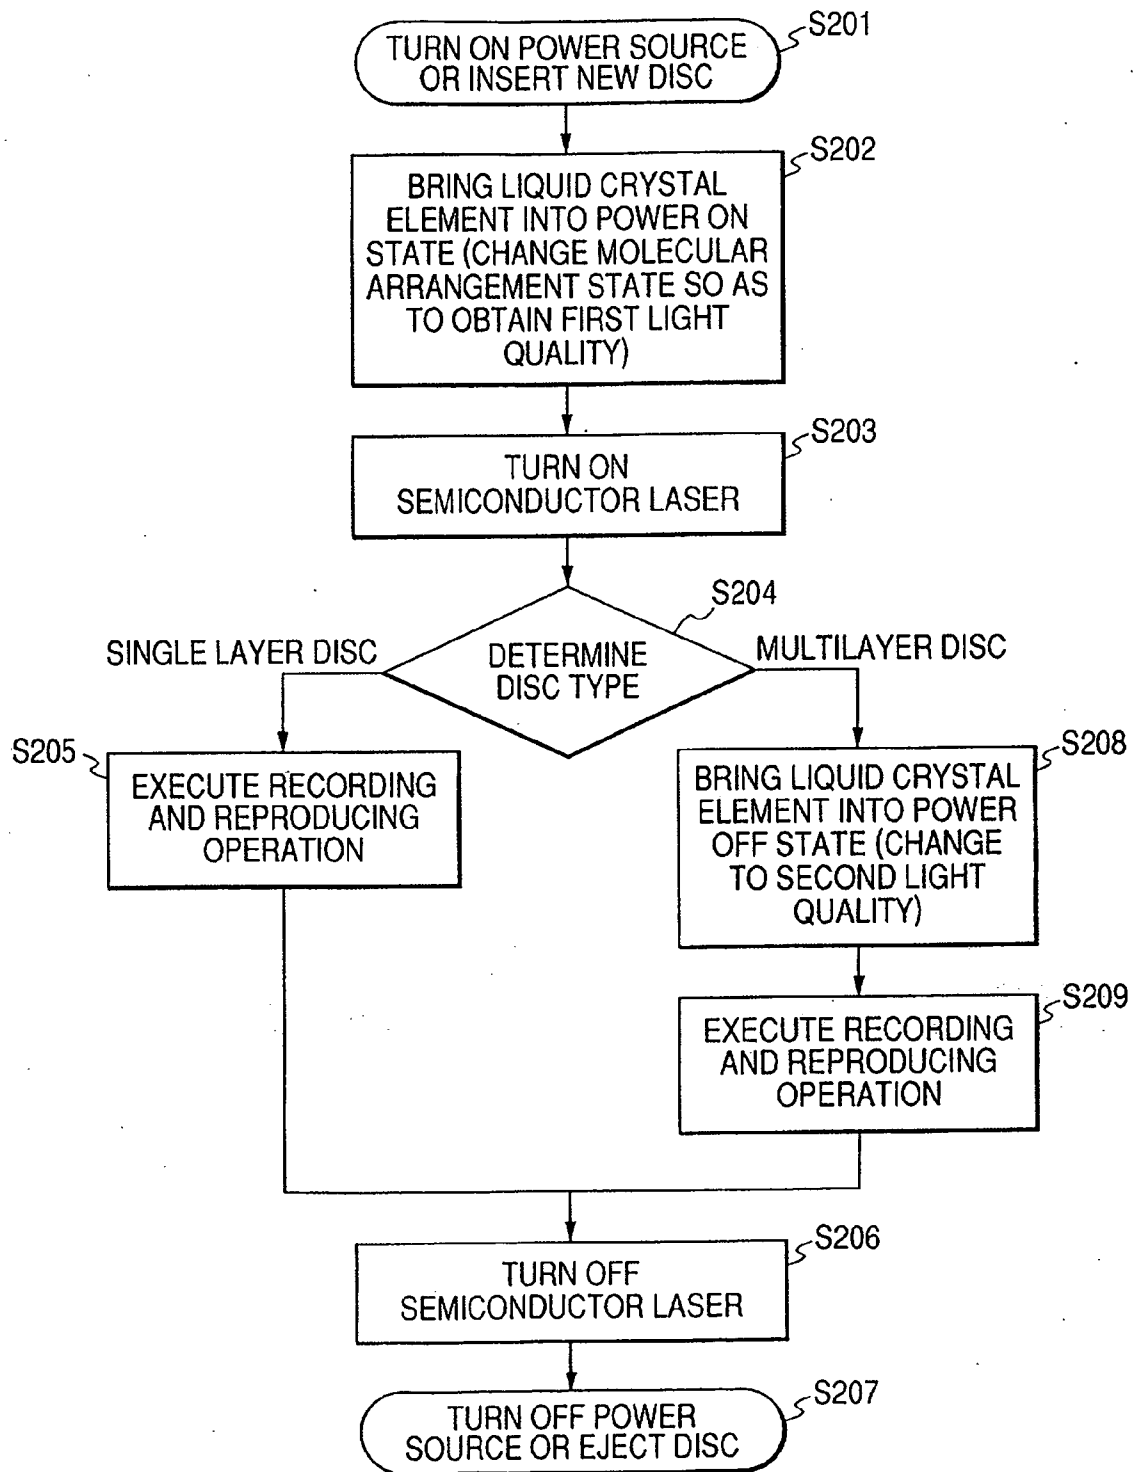 S201
TURN ON POWER SOURCE
OR INSERT NEW DISC
S202
BRING LIQUID CRYSTAL
ELEMENT INTO POWER ON
STATE (CHANGE MOLECULAR
ARRANGEMENT STATE SO AS
TO OBTAIN FIRST LIGHT
QUALITY)
S203
TURN ON
SEMICONDUCTOR LASER
S204
DETERMINE
DISC TYPE
SINGLE LAYER DISC
MULTILAYER DISC
S205
EXECUTE RECORDING
AND REPRODUCING
OPERATION
S208
BRING LIQUID CRYSTAL
ELEMENT INTO POWER
OFF STATE (CHANGE
TO SECOND LIGHT
QUALITY)
S209
EXECUTE RECORDING
AND REPRODUCING
OPERATION
S206
TURN OFF
SEMICONDUCTOR LASER
S207
TURN OFF POWER
SOURCE OR EJECT DISC